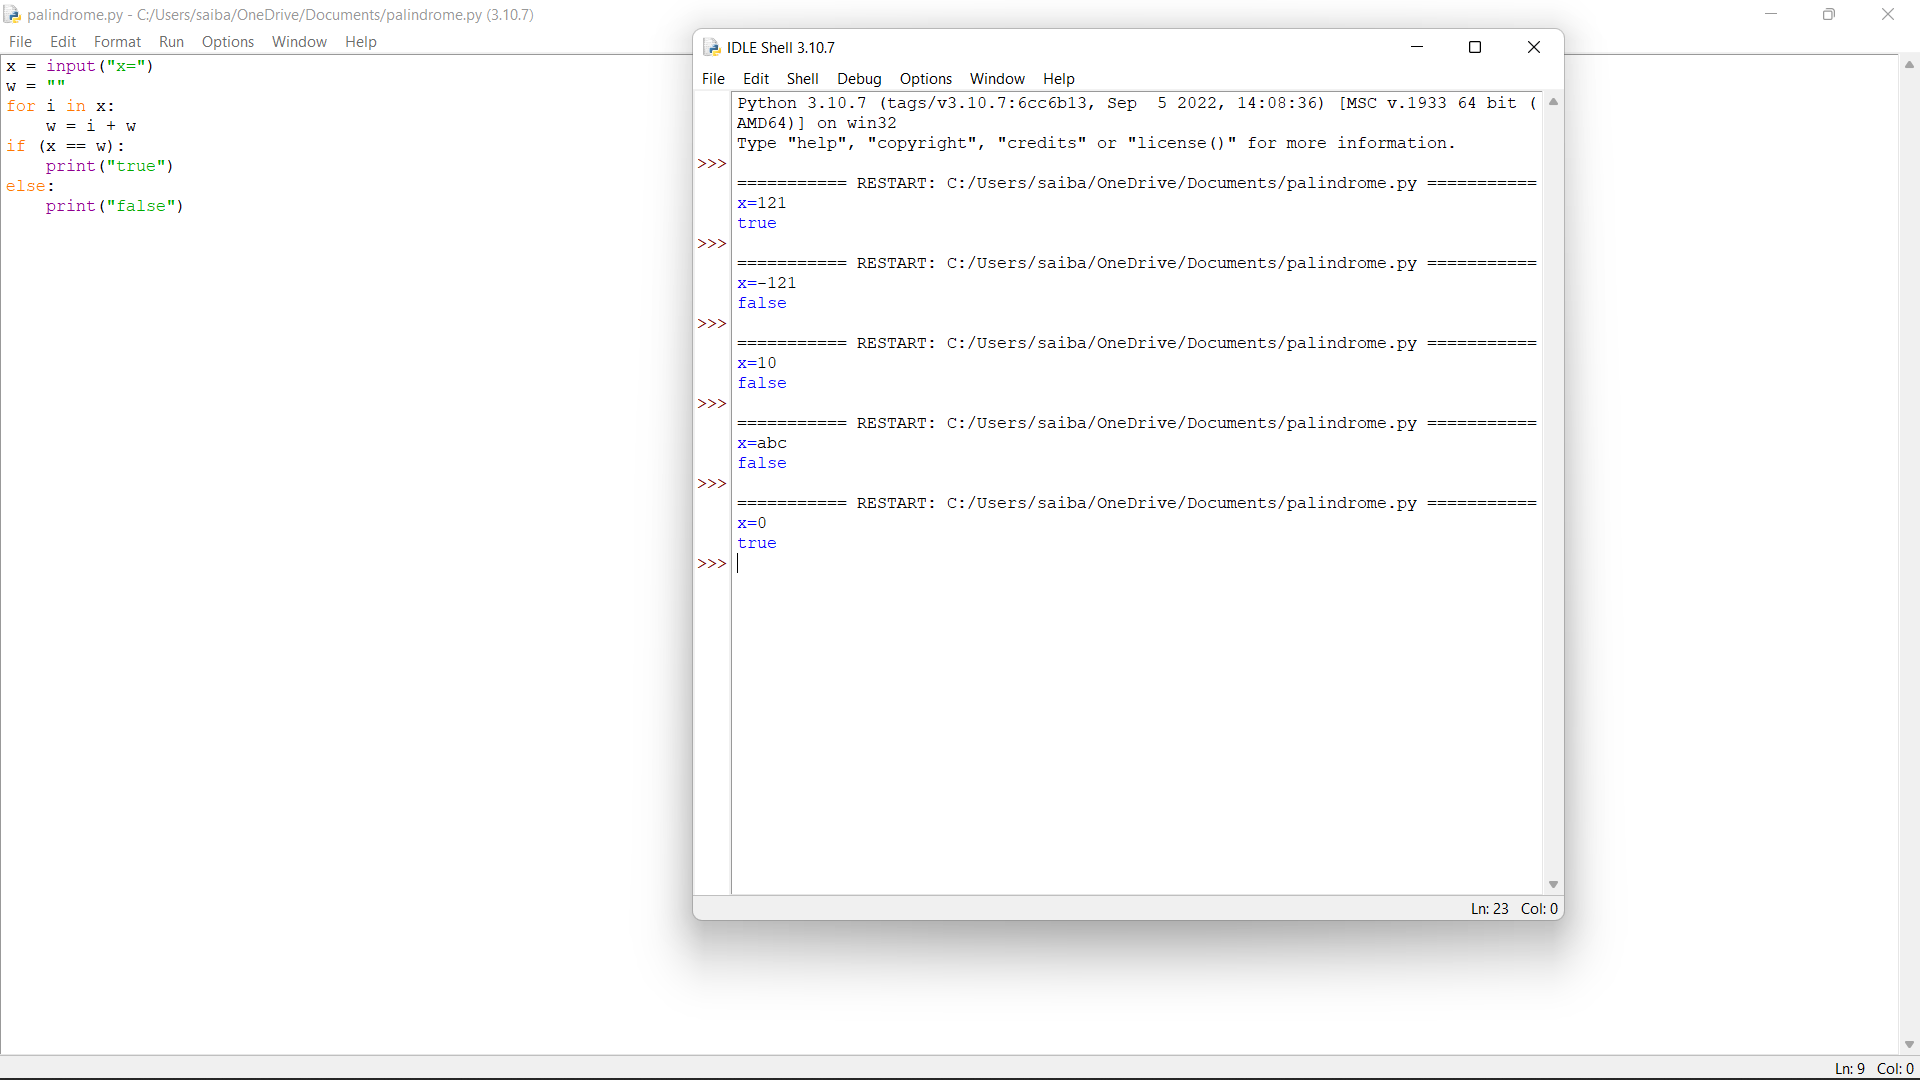 palindrome.py - C:/Users/saiba/OneDrive/Documents/palindrome.py (3.10.7)
File Edit Format Run Options Window Help
x = input("x=")
w = ""
for i in x:
    w = i + w
if (x == w):
    print("true")
else:
    print("false")
Ln: 9 Col: 0
IDLE Shell 3.10.7
File Edit Shell Debug Options Window Help
Python 3.10.7 (tags/v3.10.7:6cc6b13, Sep  5 2022, 14:08:36) [MSC v.1933 64 bit (
AMD64)] on win32
Type "help", "copyright", "credits" or "license()" for more information.
>>>
=========== RESTART: C:/Users/saiba/OneDrive/Documents/palindrome.py ===========
x=121
true
>>>
=========== RESTART: C:/Users/saiba/OneDrive/Documents/palindrome.py ===========
x=-121
false
>>>
=========== RESTART: C:/Users/saiba/OneDrive/Documents/palindrome.py ===========
x=10
false
>>>
=========== RESTART: C:/Users/saiba/OneDrive/Documents/palindrome.py ===========
x=abc
false
>>>
=========== RESTART: C:/Users/saiba/OneDrive/Documents/palindrome.py ===========
x=0
true
>>>
Ln: 23 Col: 0